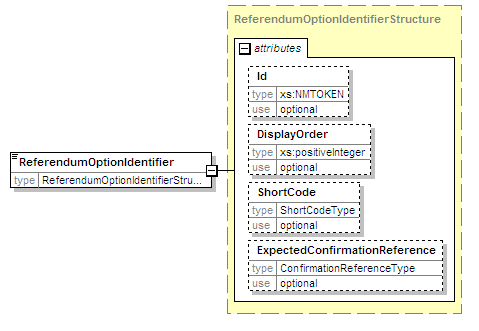 ReferendumOptionIdentifierStructure
attributes
Id
type xs:NMTOKEN
use optional
DisplayOrder
type xs:positiveInteger
use optional
ShortCode
type ShortCodeType
use optional
ExpectedConfirmationReference
type ConfirmationReferenceType
use optional
ReferendumOptionIdentifier
type ReferendumOptionIdentifierStru...